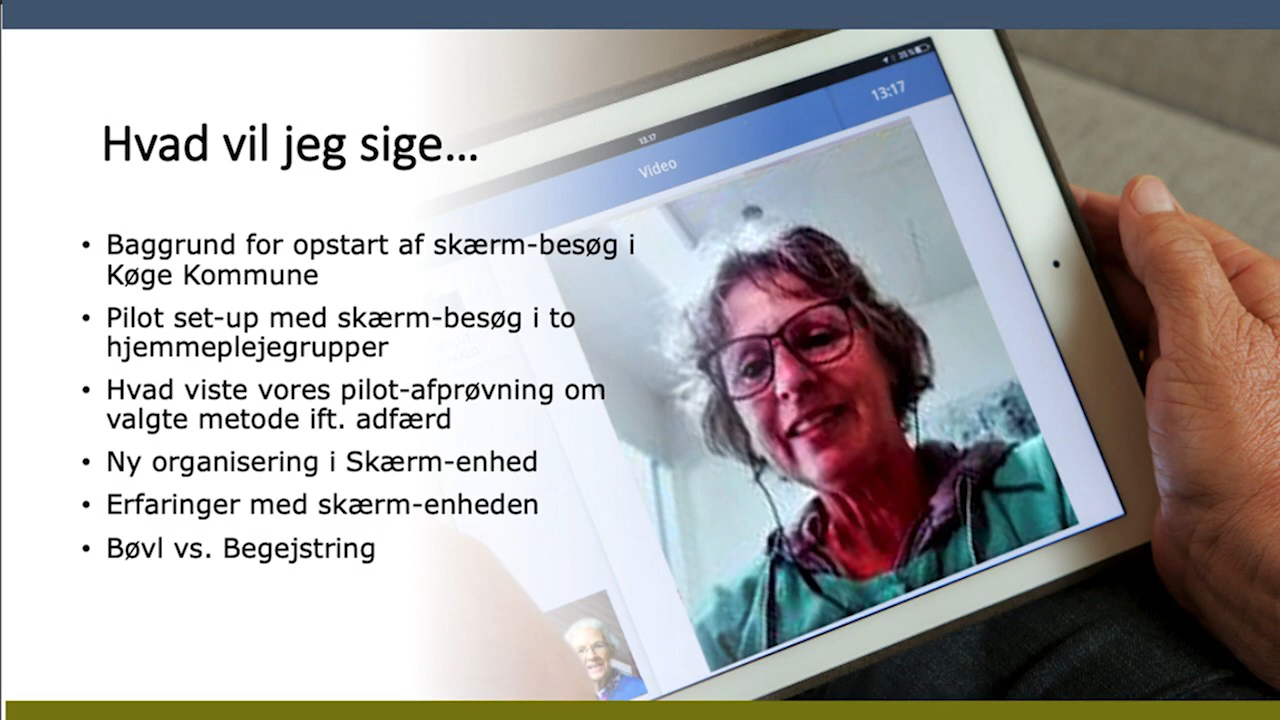 35 %
13.17
13:17
Video
Hvad vil jeg sige...
• Baggrund for opstart af skærm-besøg i
Køge Kommune
• Pilot set-up med skærm-besøg i to
hjemmeplejegrupper
• Hvad viste vores pilot-afprøvning om
valgte metode ift. adfærd
• Ny organisering i Skærm-enhed
• Erfaringer med skærm-enheden
• Bøvl vs. Begejstring